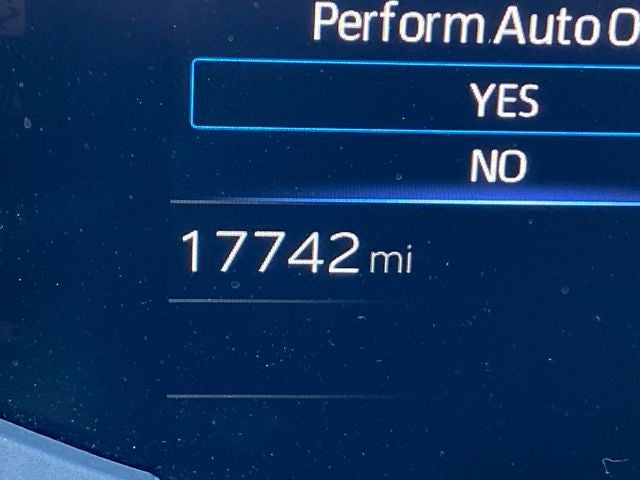 Perform Auto O
YES
NO
17742 mi